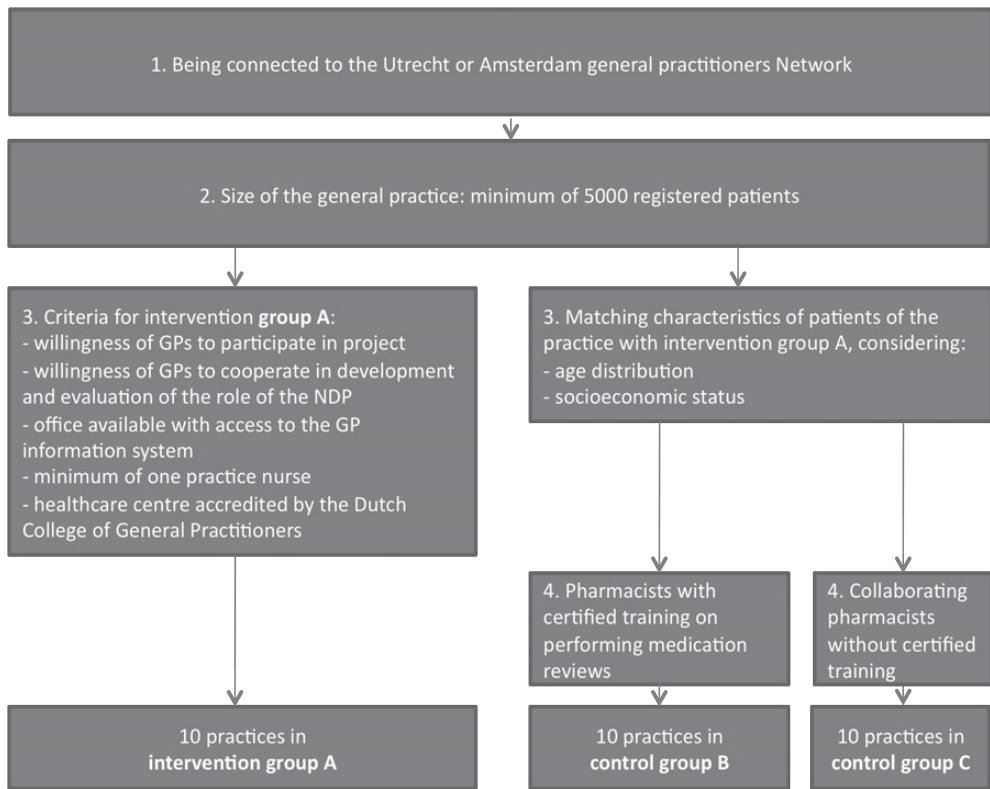 1. Being connected to the Utrecht or Amsterdam general practitioners Network
2. Size of the general practice: minimum of 5000 registered patients
3. Criteria for intervention group A:
- willingness of GPs to participate in project
- willingness of GPs to cooperate in development
and evaluation of the role of the NDP
- office available with access to the GP
information system
- minimum of one practice nurse
- healthcare centre accredited by the Dutch
College of General Practitioners
3. Matching characteristics of patients of the
practice with intervention group A, considering:
- age distribution
- socioeconomic status
4. Pharmacists with
certified training on
performing medication
reviews
4. Collaborating
pharmacists
without certified
training
10 practices in
intervention group A
10 practices in
control group B
10 practices in
control group C